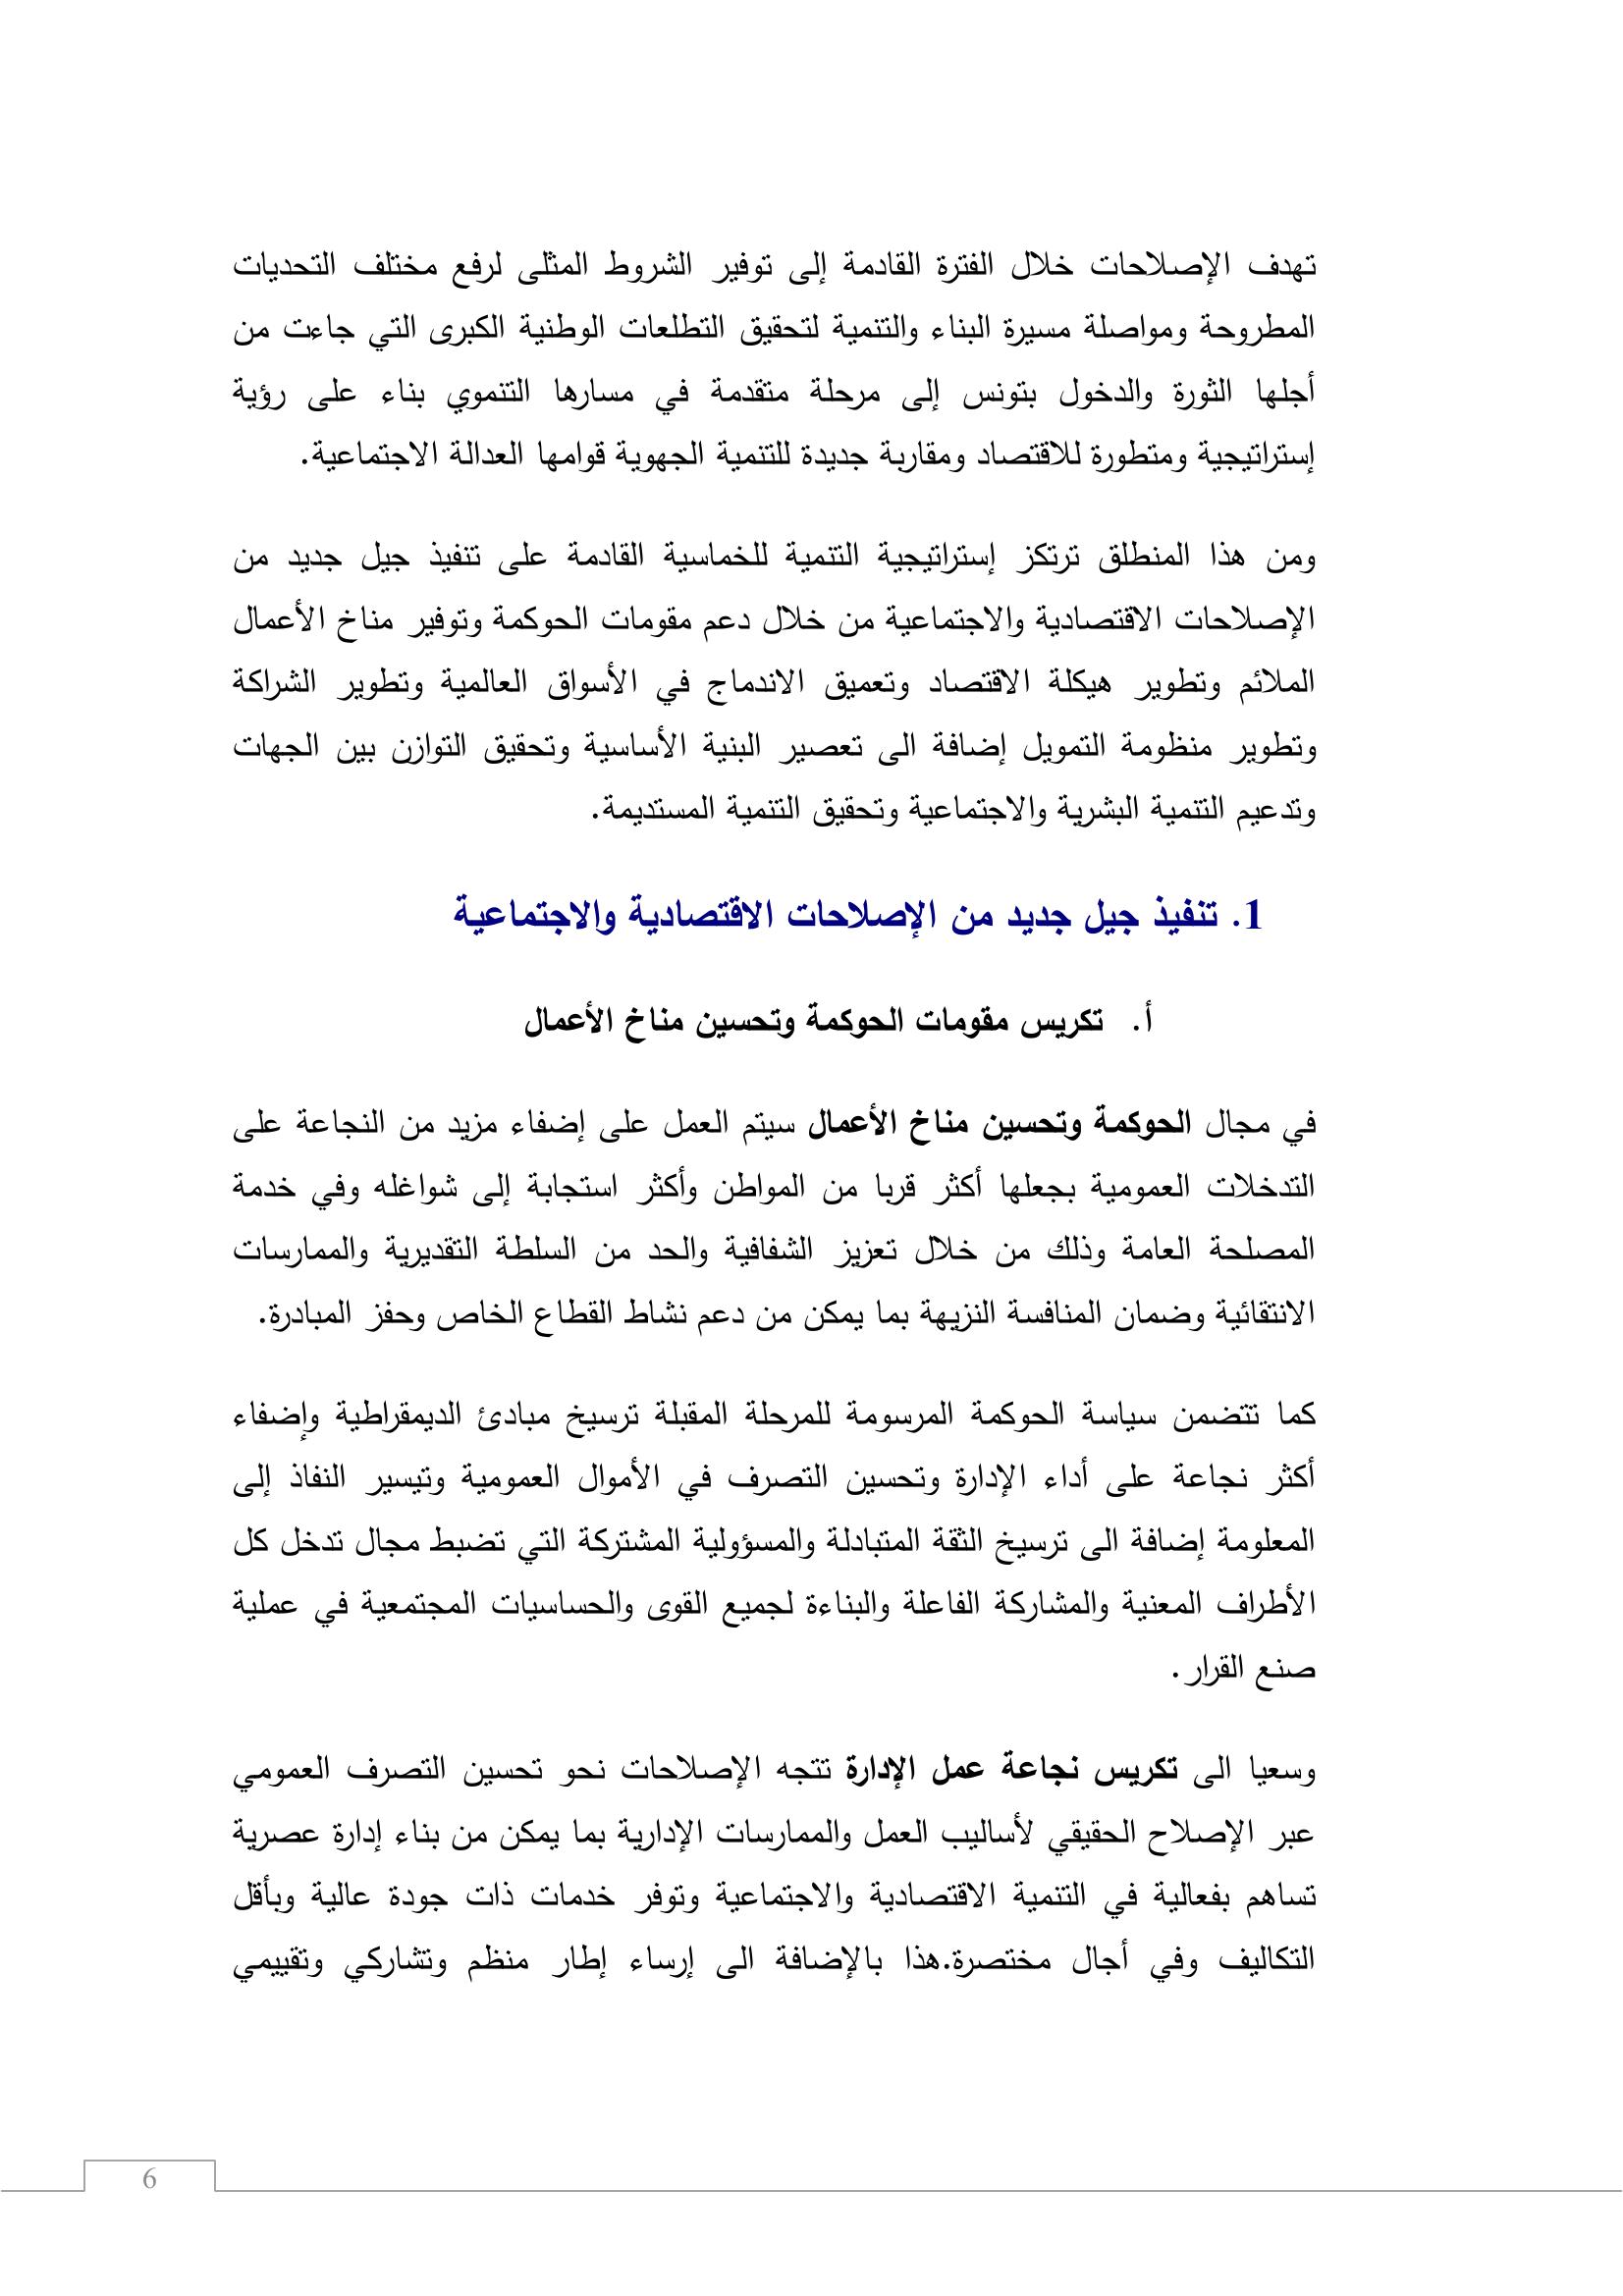 تهدف الإصلاحات خلال الفترة القادمة إلى توفير الشروط المثلى لرفع مختلف التحديات
المطروحة ومواصلة مسيرة البناء والتنمية لتحقيق التطلعات الوطنية الكبرى التي جاءت من
أجلها الثورة والدخول بتونس إلى مرحلة متقدمة في مسارها التنموي بناء على رؤية
إستراتيجية ومتطورة للاقتصاد ومقاربة جديدة للتنمية الجهوية قوامها العدالة الاجتماعية.
ومن هذا المنطلق ترتكز إستراتيجية التنمية للخماسية القادمة على تنفيذ جيل جديد من
الإصلاحات الاقتصادية والاجتماعية من خلال دعم مقومات الحوكمة وتوفير مناخ الأعمال
الملائم وتطوير هيكلة الاقتصاد وتعميق الاندماج في الأسواق العالمية وتطوير الشراكة
وتطوير منظومة التمويل إضافة الى تعصير البنية الأساسية وتحقيق التوازن بين الجهات
وتدعيم التنمية البشرية والاجتماعية وتحقيق التنمية المستديمة.
1. تنفيذ جيل جديد من الإصلاحات الاقتصادية والاجتماعية
أ. تكريس مقومات الحوكمة وتحسين مناخ الأعمال
في مجال الحوكمة وتحسين مناخ الأعمال سيتم العمل على إضفاء مزيد من النجاعة على
التدخلات العمومية بجعلها أكثر قربا من المواطن وأكثر استجابة إلى شواغله وفي خدمة
المصلحة العامة وذلك من خلال تعزيز الشفافية والحد من السلطة التقديرية والممارسات
الانتقائية وضمان المنافسة النزيهة بما يمكن من دعم نشاط القطاع الخاص وحفز المبادرة.
كما تتضمن سياسة الحوكمة المرسومة للمرحلة المقبلة ترسيخ مبادئ الديمقراطية وإضفاء
أكثر نجاعة على أداء الإدارة وتحسين التصرف في الأموال العمومية وتيسير النفاذ إلى
المعلومة إضافة الى ترسيخ الثقة المتبادلة والمسؤولية المشتركة التي تضبط مجال تدخل كل
الأطراف المعنية والمشاركة الفاعلة والبناءة لجميع القوى والحساسيات المجتمعية في عملية
صنع القرار.
وسعيا الى تكريس نجاعة عمل الإدارة تتجه الإصلاحات نحو تحسين التصرف العمومي
عبر الإصلاح الحقيقي لأساليب العمل والممارسات الإدارية بما يمكن من بناء إدارة عصرية
تساهم بفعالية في التنمية الاقتصادية والاجتماعية وتوفر خدمات ذات جودة عالية وبأقل
التكاليف وفي أجال مختصرة.هذا بالإضافة الى إرساء إطار منظم وتشاركي وتقييمي
6